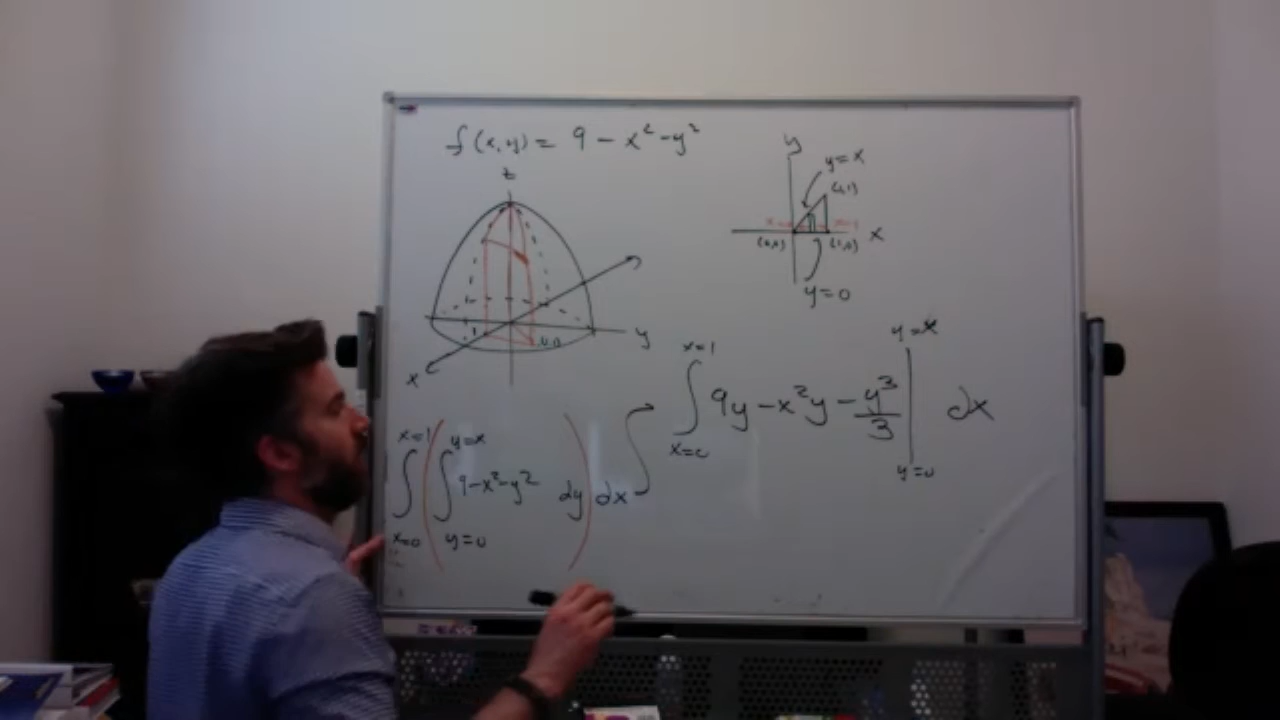 f(x,y) = 9 - x² - y²
z
y
x
y
y=x
(1,1)
x
(0,0)
(1,0)
y=0
x=1
y=x
∫ ( ∫ 9-x²-y² dy ) dx
x=0
y=0
x=1
y=x
∫ 9y - x²y - y³/3 | dx
x=0
y=0